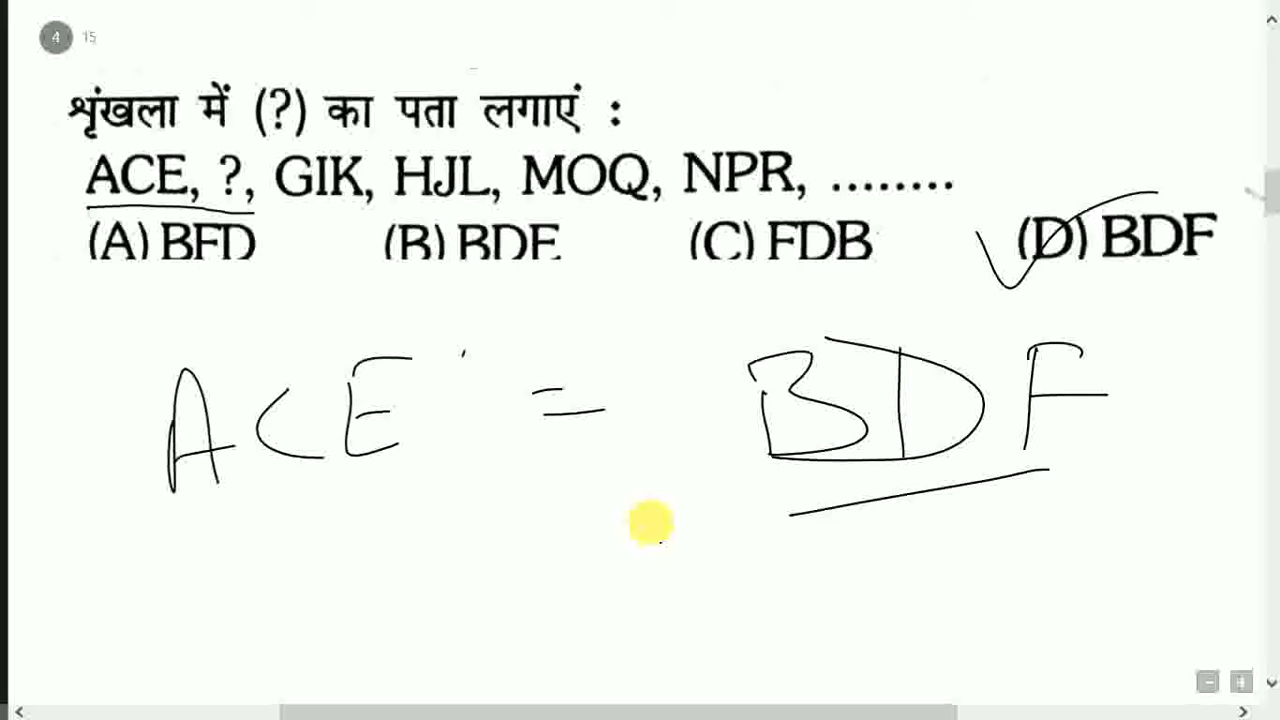 4 15
शृंखला में (?) का पता लगाएं :
ACE, ?, GIK, HJL, MOQ, NPR, ........
(A) BFD (B) BDE (C) FDB (D) BDF
ACE = BDF